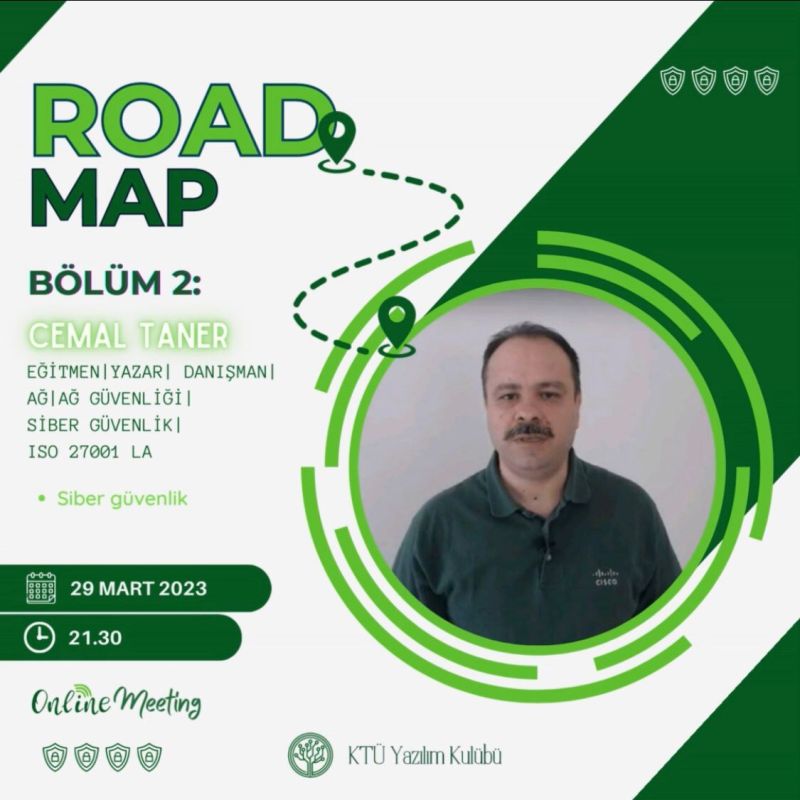 ROAD
MAP
BÖLÜM 2:
CEMAL TANER
EĞİTMEN|YAZAR| DANIŞMAN|
AĞ|AĞ GÜVENLİĞİ|
SİBER GÜVENLİK|
ISO 27001 LA
• Siber güvenlik
CISCO
29 MART 2023
21.30
Online Meeting
KTÜ Yazılım Kulübü